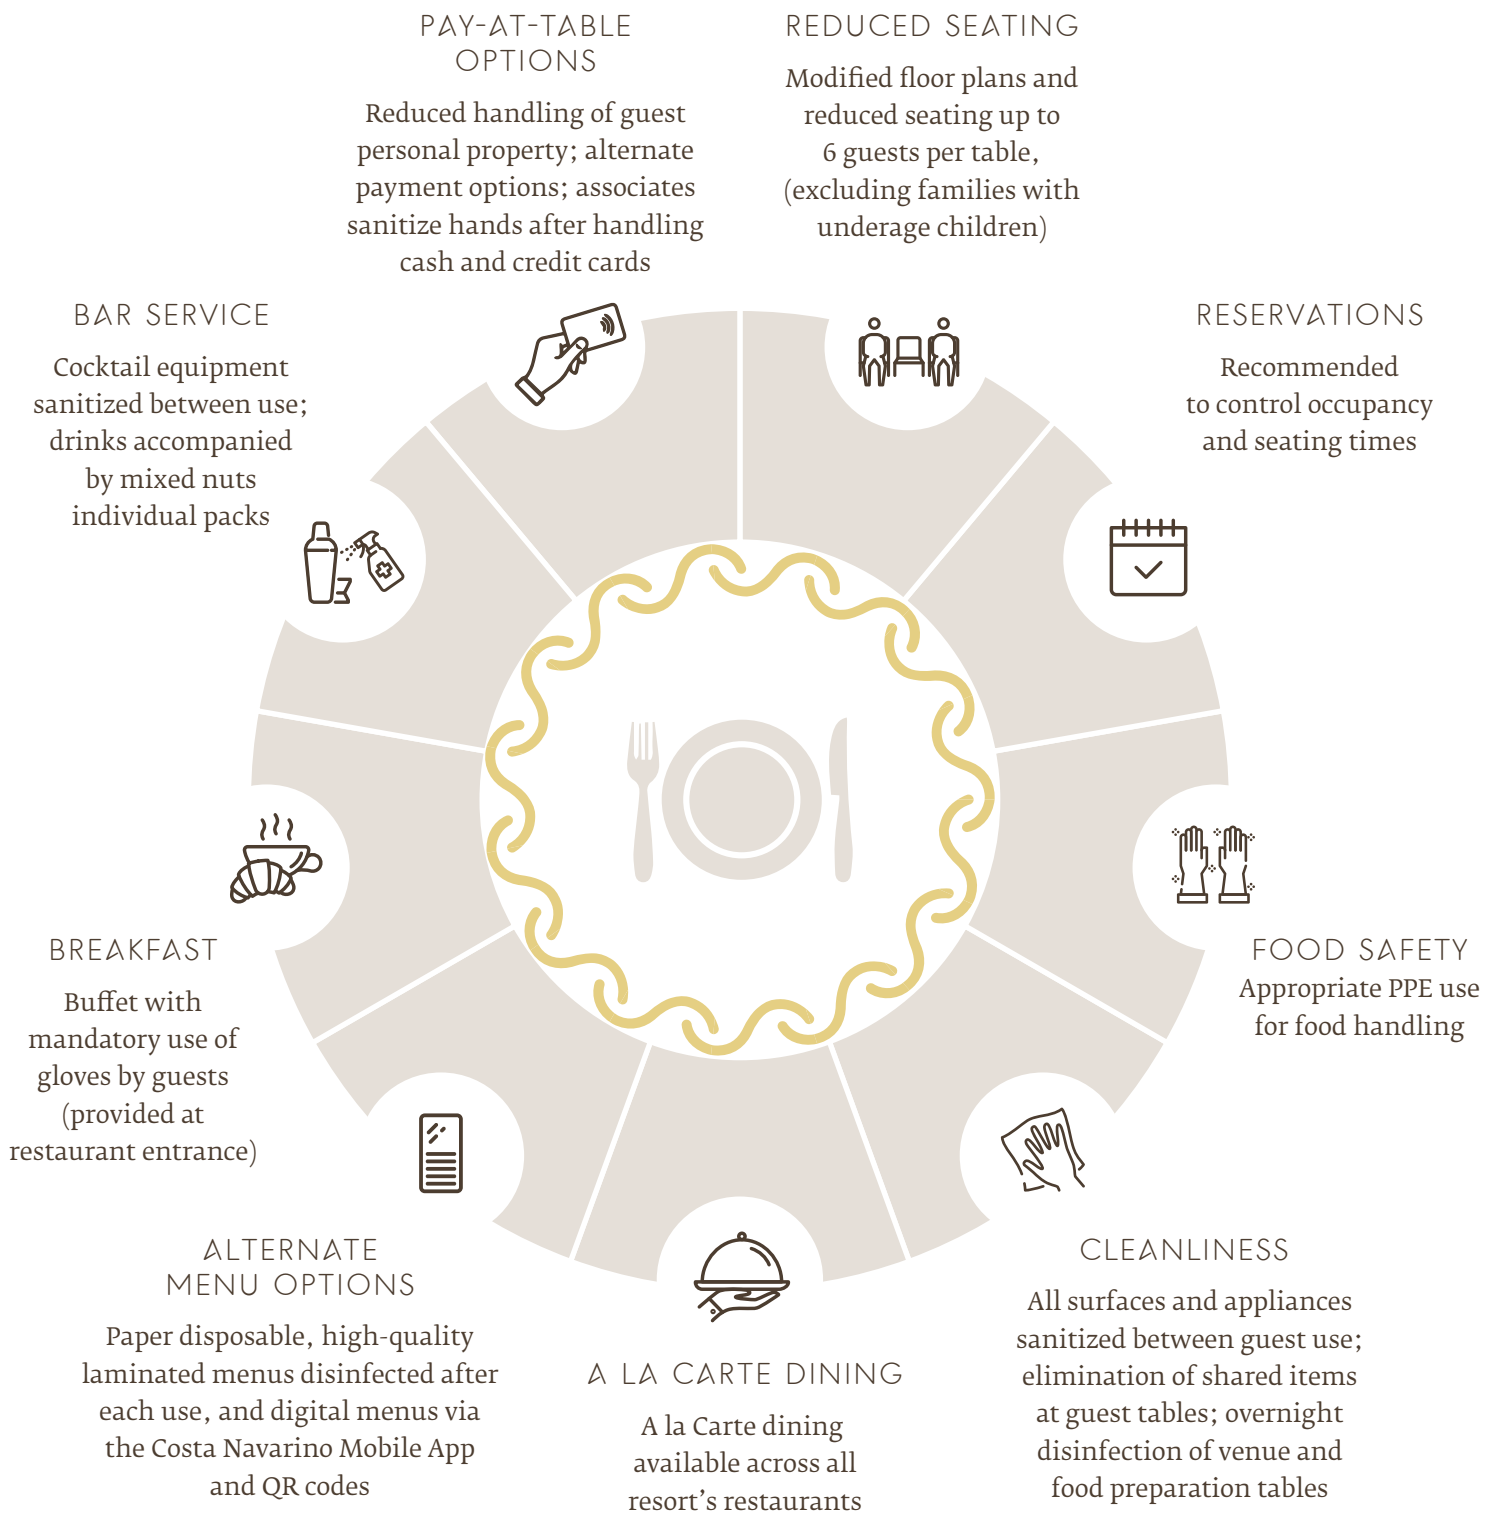 PAY-AT-TABLE
OPTIONS
Reduced handling of guest
personal property; alternate
payment options; associates
sanitize hands after handling
cash and credit cards
REDUCED SEATING
Modified floor plans and
reduced seating up to
6 guests per table,
(excluding families with
underage children)
RESERVATIONS
Recommended
to control occupancy
and seating times
FOOD SAFETY
Appropriate PPE use
for food handling
CLEANLINESS
All surfaces and appliances
sanitized between guest use;
elimination of shared items
at guest tables; overnight
disinfection of venue and
food preparation tables
A LA CARTE DINING
A la Carte dining
available across all
resort’s restaurants
ALTERNATE
MENU OPTIONS
Paper disposable, high-quality
laminated menus disinfected after
each use, and digital menus via
the Costa Navarino Mobile App
and QR codes
BREAKFAST
Buffet with
mandatory use of
gloves by guests
(provided at
restaurant entrance)
BAR SERVICE
Cocktail equipment
sanitized between use;
drinks accompanied
by mixed nuts
individual packs